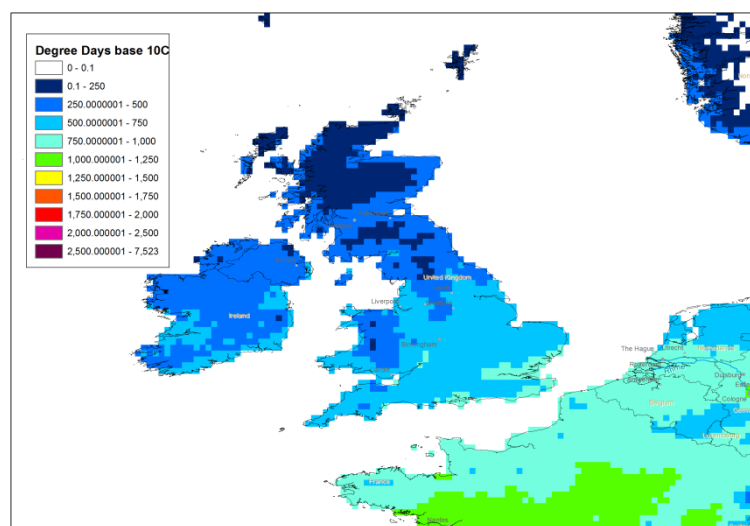 Degree Days base 10C
0 - 0.1
0.1 - 250
250.0000001 - 500
500.0000001 - 750
750.0000001 - 1,000
1,000.000001 - 1,250
1,250.000001 - 1,500
1,500.000001 - 1,750
1,750.000001 - 2,000
2,000.000001 - 2,500
2,500.000001 - 7,523
United Kingdom
Liverpool
Ireland
Birmingham
The Hague
Utrecht
Duisburg
Belgium
Cologne
Luxembourg
France
Nantes